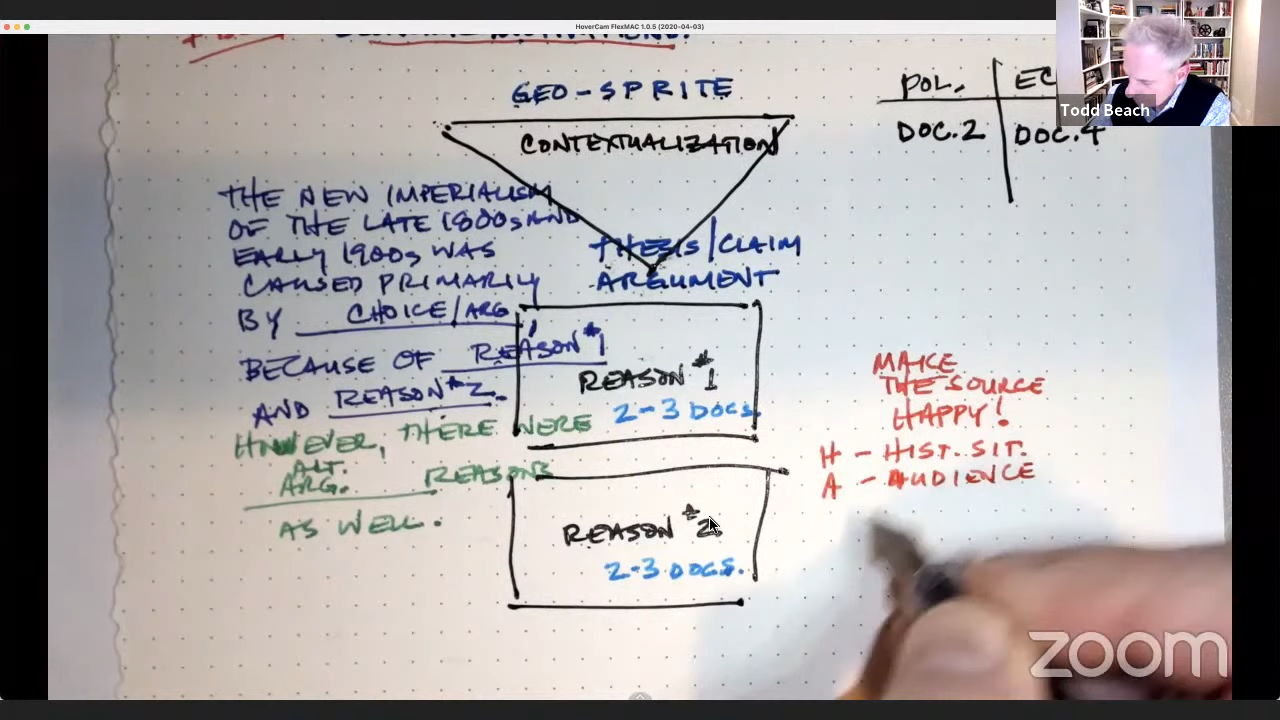 HoverCam FlexMAC 1.0.5 (2020-04-03)
GEO-SPRITE
CONTEXTUALIZATION
THE NEW IMPERIALISM
OF THE LATE 1800s AND
EARLY 1900s WAS
CAUSED PRIMARILY
BY CHOICE/ARG
BECAUSE OF REASON #1
AND REASON #2.
HOWEVER, THERE WERE
ALT.
ARG. REASONS
AS WELL.
THESIS/CLAIM
ARGUMENT
REASON #1
2-3 DOCS.
REASON #2
2-3 DOCS.
POL. EC
DOC.2 DOC.4
Todd Beach
MAKE
THE SOURCE
HAPPY!
H - HIST. SIT.
A - AUDIENCE
zoom